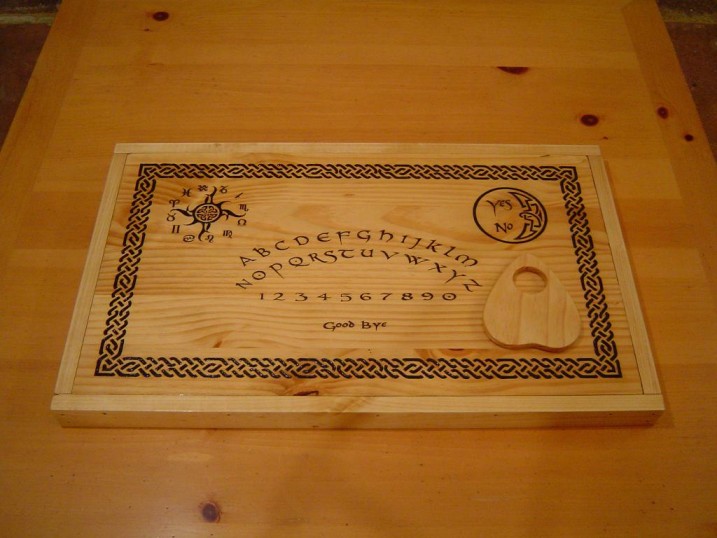 Yes
No
ABCDEFGHIJKLM
NOPQRSTUVWXYZ
1234567890
Good Bye